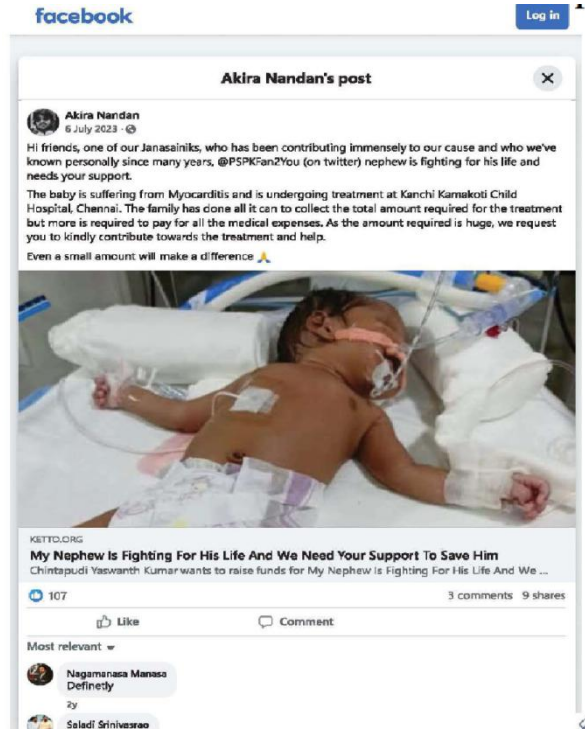 facebook
Log in
Akira Nandan's post
Akira Nandan
6 July 2023 ·
Hi friends, one of our Janasainiks, who has been contributing immensely to our cause and who we've
known personally since many years, @PSPKFan2You (on twitter) nephew is fighting for his life and
needs your support.
The baby is suffering from Myocarditis and is undergoing treatment at Kanchi Kamakoti Child
Hospital, Chennai. The family has done all it can to collect the total amount required for the treatment
but more is required to pay for all the medical expenses. As the amount required is huge, we request
you to kindly contribute towards the treatment and help.
Even a small amount will make a difference 🙏
KETTO.ORG
My Nephew Is Fighting For His Life And We Need Your Support To Save Him
Chintapudi Yaswanth Kumar wants to raise funds for My Nephew Is Fighting For His Life And We ...
107
3 comments 9 shares
Like
Comment
Most relevant
Nagamanasa Manasa
Definetly
2y
Saladi Srinivasrao